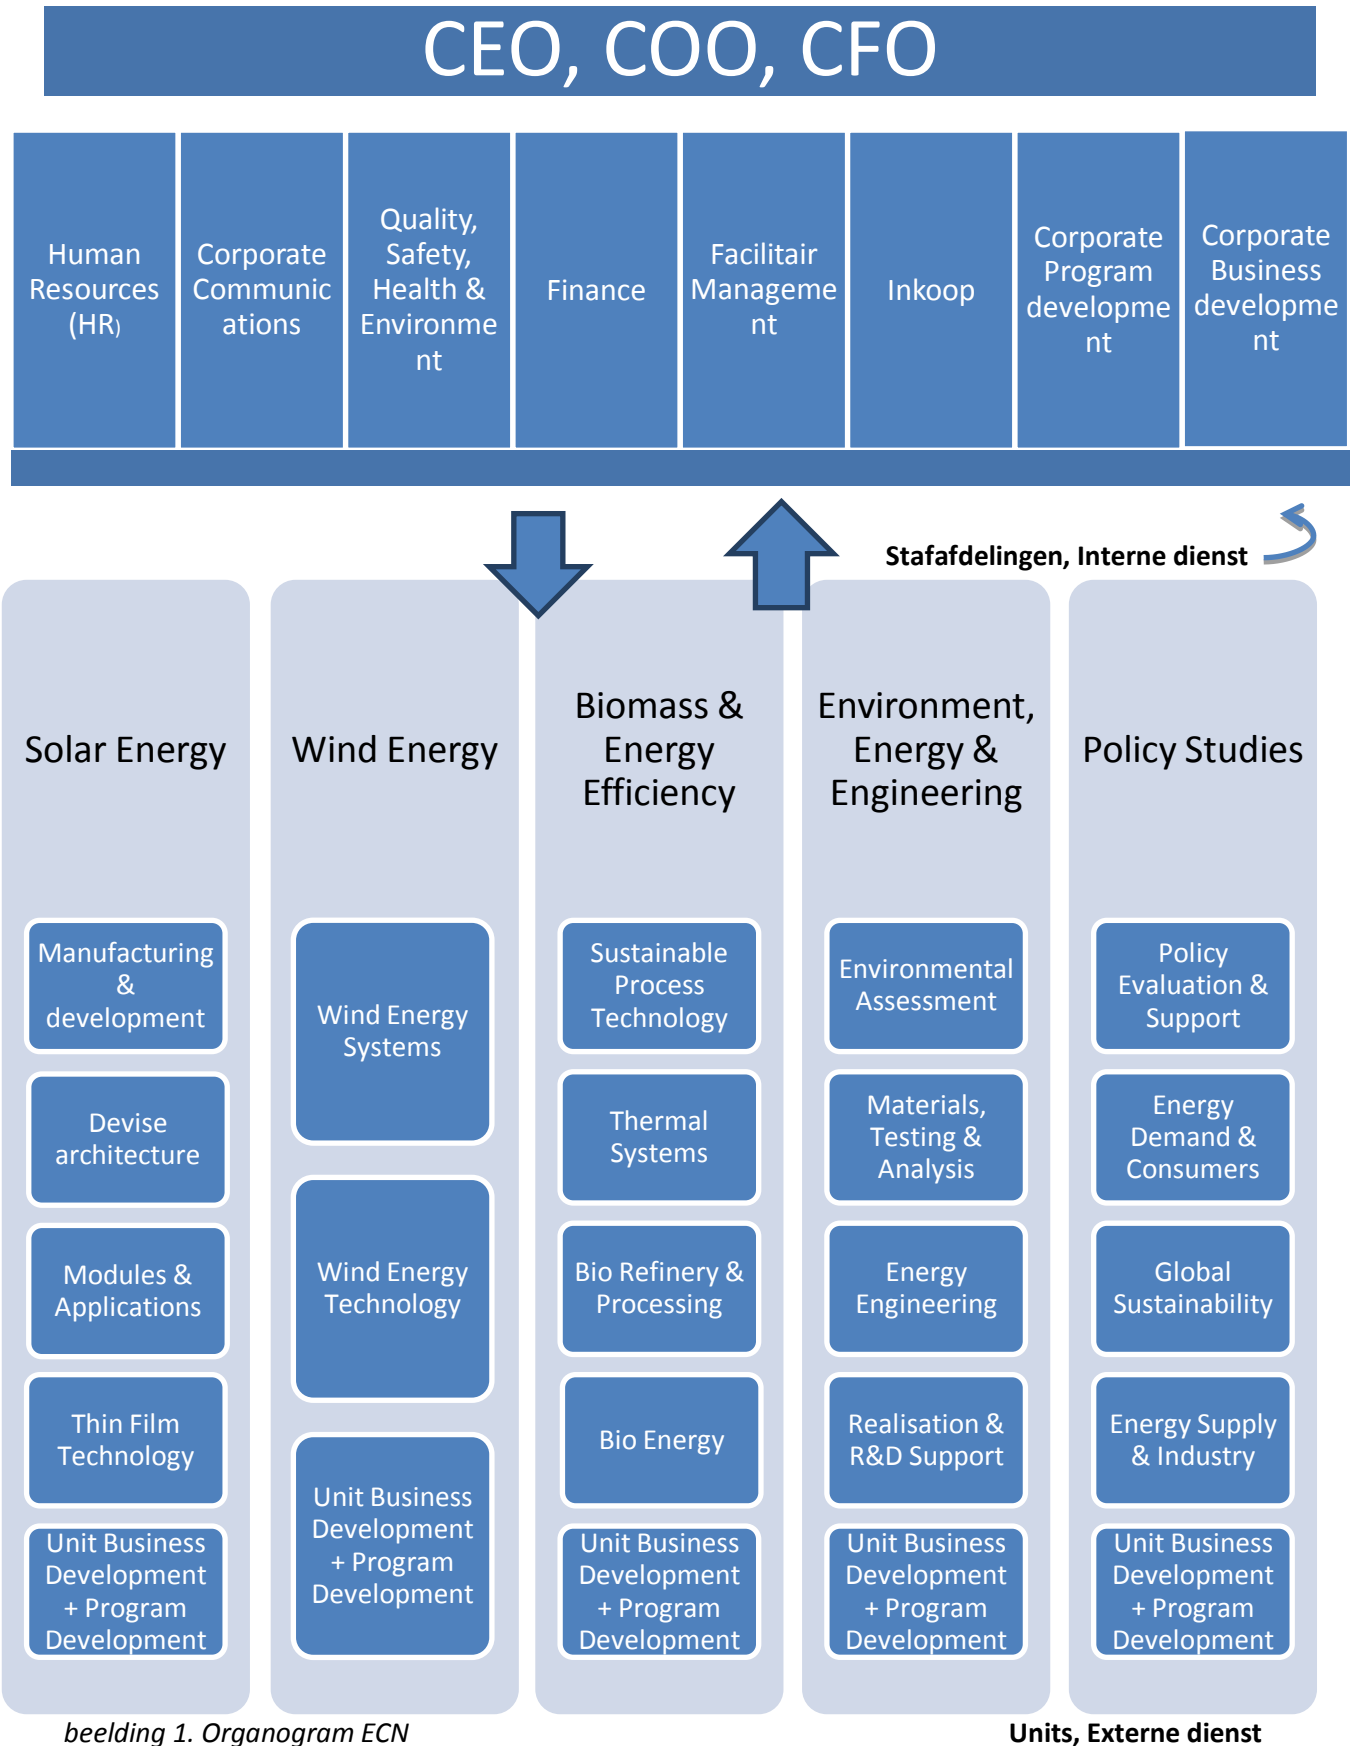 CEO, COO, CFO
Human
Resources
(HR)
Corporate
Communic
ations
Quality,
Safety,
Health &
Environme
nt
Finance
Facilitair
Manageme
nt
Inkoop
Corporate
Program
developme
nt
Corporate
Business
developme
nt
Stafafdelingen, Interne dienst
Solar Energy
Manufacturing
&
development
Devise
architecture
Modules &
Applications
Thin Film
Technology
Unit Business
Development
+ Program
Development
Wind Energy
Wind Energy
Systems
Wind Energy
Technology
Unit Business
Development
+ Program
Development
Biomass &
Energy
Efficiency
Sustainable
Process
Technology
Thermal
Systems
Bio Refinery &
Processing
Bio Energy
Unit Business
Development
+ Program
Development
Environment,
Energy &
Engineering
Environmental
Assessment
Materials,
Testing &
Analysis
Energy
Engineering
Realisation &
R&D Support
Unit Business
Development
+ Program
Development
Policy Studies
Policy
Evaluation &
Support
Energy
Demand &
Consumers
Global
Sustainability
Energy Supply
& Industry
Unit Business
Development
+ Program
Development
beelding 1. Organogram ECN
Units, Externe dienst